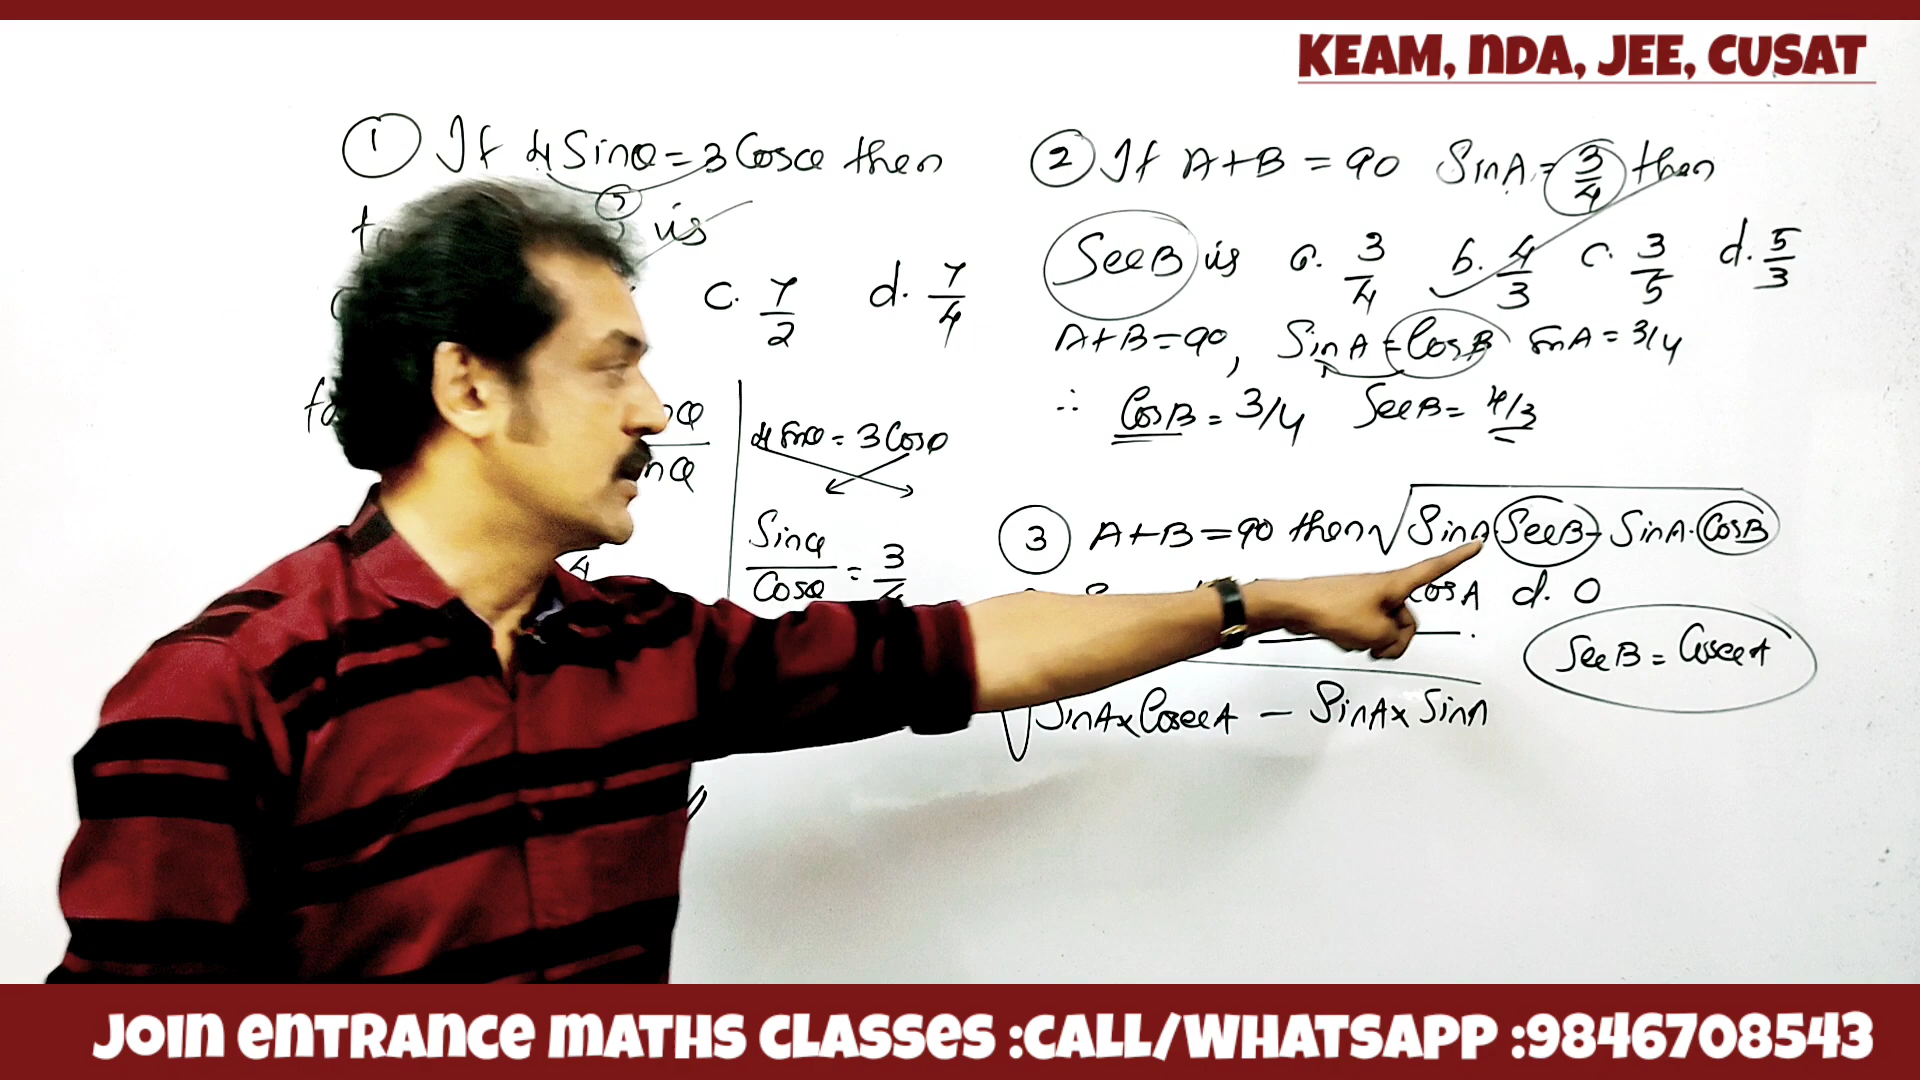 KEAM, NDA, JEE, CUSAT
① If 4 Sinθ = 3 Cosθ then
is
c. 7/2 d. 7/4
4 Sinθ = 3 Cosθ
Sinθ/Cosθ = 3/
② If A+B = 90 SinA = 3/4 then
SecB is a. 3/4 b. 4/3 c. 3/5 d. 5/3
A+B=90, SinA = CosB SinA = 3/4
∴ CosB = 3/4 SecB = 4/3
③ A+B=90 then √SinA SecB - SinA·CosB
CosA d. 0
SecB = CosecA
√SinA×CosecA − SinA×SinA
JOIN ENTRANCE MATHS CLASSES :CALL/WHATSAPP :9846708543